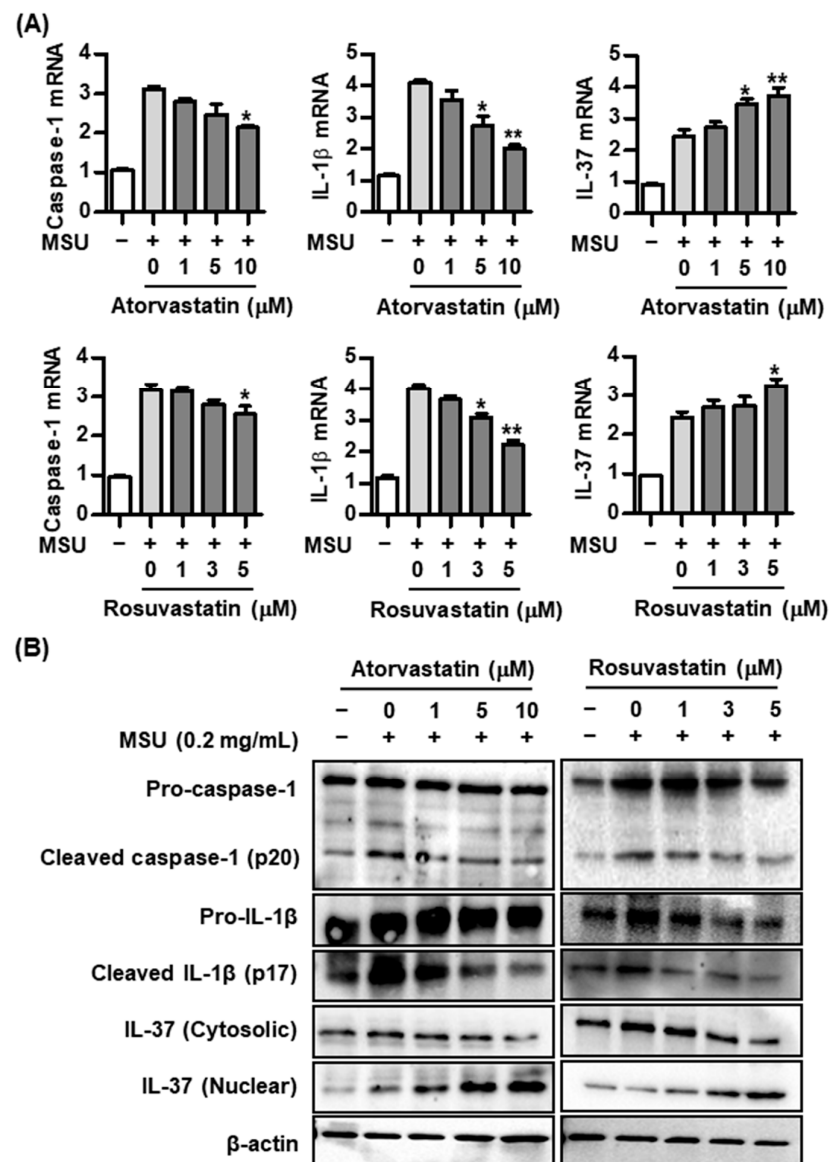 (A)
Caspase-1 mRNA
4
3
2
1
0
*
MSU − + + + +
0 1 5 10
Atorvastatin (μM)
IL-1β mRNA
5
4
3
2
1
0
*
**
− + + + +
0 1 5 10
Atorvastatin (μM)
IL-37 mRNA
5
4
3
2
1
0
*
**
MSU − + + + +
0 1 5 10
Atorvastatin (μM)
Caspase-1 mRNA
4
3
2
1
0
*
MSU − + + + +
0 1 3 5
Rosuvastatin (μM)
IL-1β mRNA
5
4
3
2
1
0
*
**
MSU − + + + +
0 1 3 5
Rosuvastatin (μM)
IL-37 mRNA
4
3
2
1
0
*
MSU − + + + +
0 1 3 5
Rosuvastatin (μM)
(B)
Atorvastatin (μM) Rosuvastatin (μM)
− 0 1 5 10 − 0 1 3 5
MSU (0.2 mg/mL) − + + + + − + + + +
Pro-caspase-1
Cleaved caspase-1 (p20)
Pro-IL-1β
Cleaved IL-1β (p17)
IL-37 (Cytosolic)
IL-37 (Nuclear)
β-actin